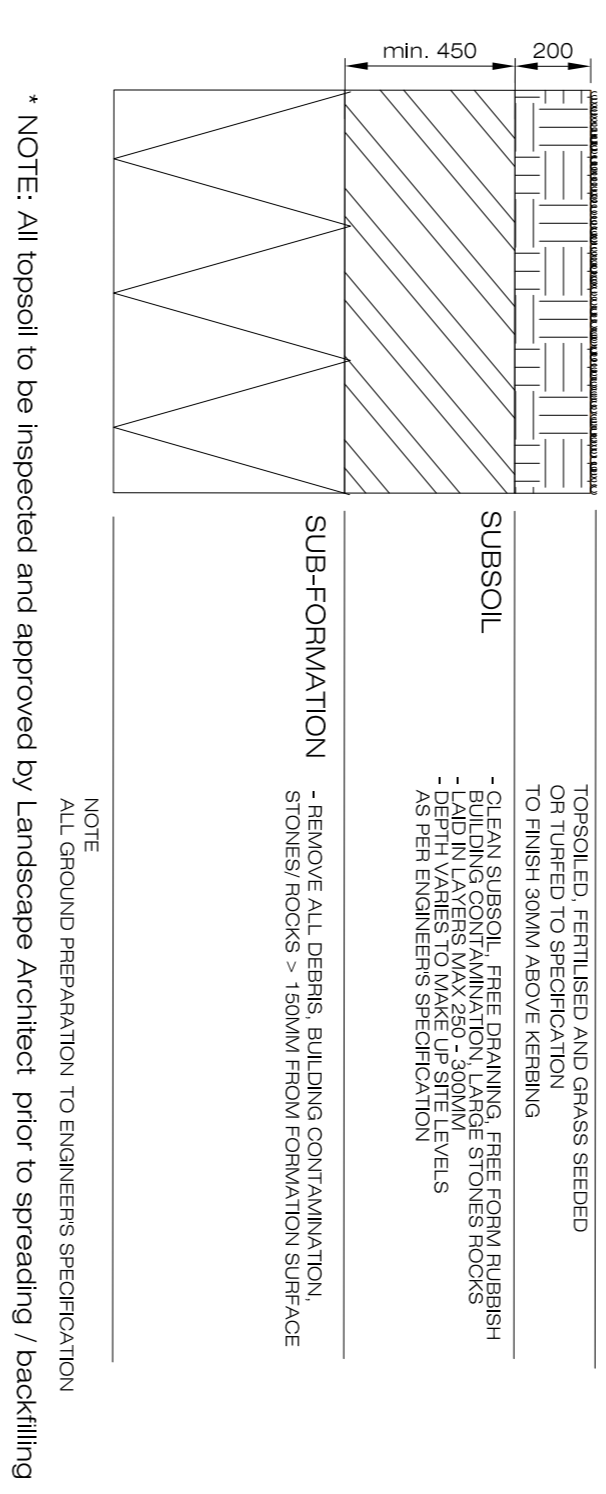 min. 450
200
TOPSOILED, FERTILISED AND GRASS SEEDED
OR TURFED TO SPECIFICATION
TO FINISH 30MM ABOVE KERBING
SUBSOIL
- CLEAN SUBSOIL, FREE DRAINING, FREE FORM RUBBISH
BUILDING CONTAMINATION, LARGE STONES ROCKS
- LAID IN LAYERS MAX 250 - 300MM
- DEPTH VARIES TO MAKE UP SITE LEVELS
AS PER ENGINEER'S SPECIFICATION
SUB-FORMATION
- REMOVE ALL DEBRIS, BUILDING CONTAMINATION,
STONES/ ROCKS > 150MM FROM FORMATION SURFACE
NOTE
ALL GROUND PREPARATION TO ENGINEER'S SPECIFICATION
* NOTE: All topsoil to be inspected and approved by Landscape Architect prior to spreading / backfilling